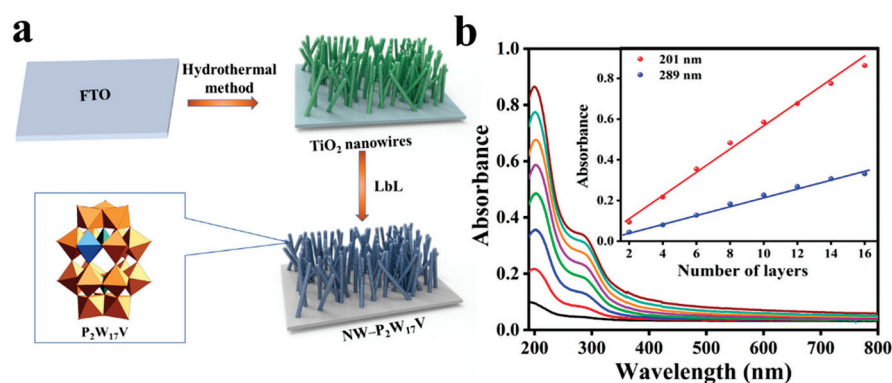 a
FTO
Hydrothermal
method
TiO₂ nanowires
LbL
P₂W₁₇V
NW–P₂W₁₇V
b
Absorbance
1.0
0.8
0.6
0.4
0.2
0.0
200 300 400 500 600 700 800
Wavelength (nm)
201 nm
289 nm
Absorbance
0.8
0.6
0.4
0.2
0.0
2 4 6 8 10 12 14 16
Number of layers